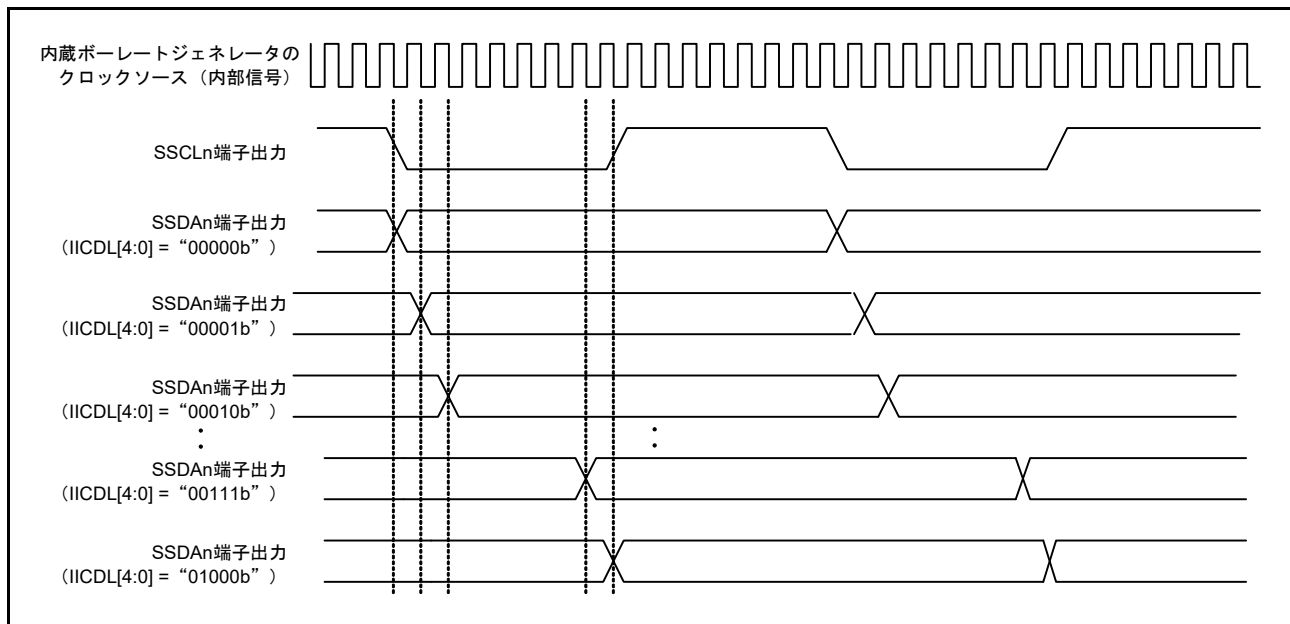 内蔵ボーレートジェネレータの
クロックソース（内部信号）
SSCLn端子出力
SSDAn端子出力
（IICDL[4:0] = “00000b” ）
SSDAn端子出力
（IICDL[4:0] = “00001b” ）
SSDAn端子出力
（IICDL[4:0] = “00010b” ）
SSDAn端子出力
（IICDL[4:0] = “00111b” ）
SSDAn端子出力
（IICDL[4:0] = “01000b” ）